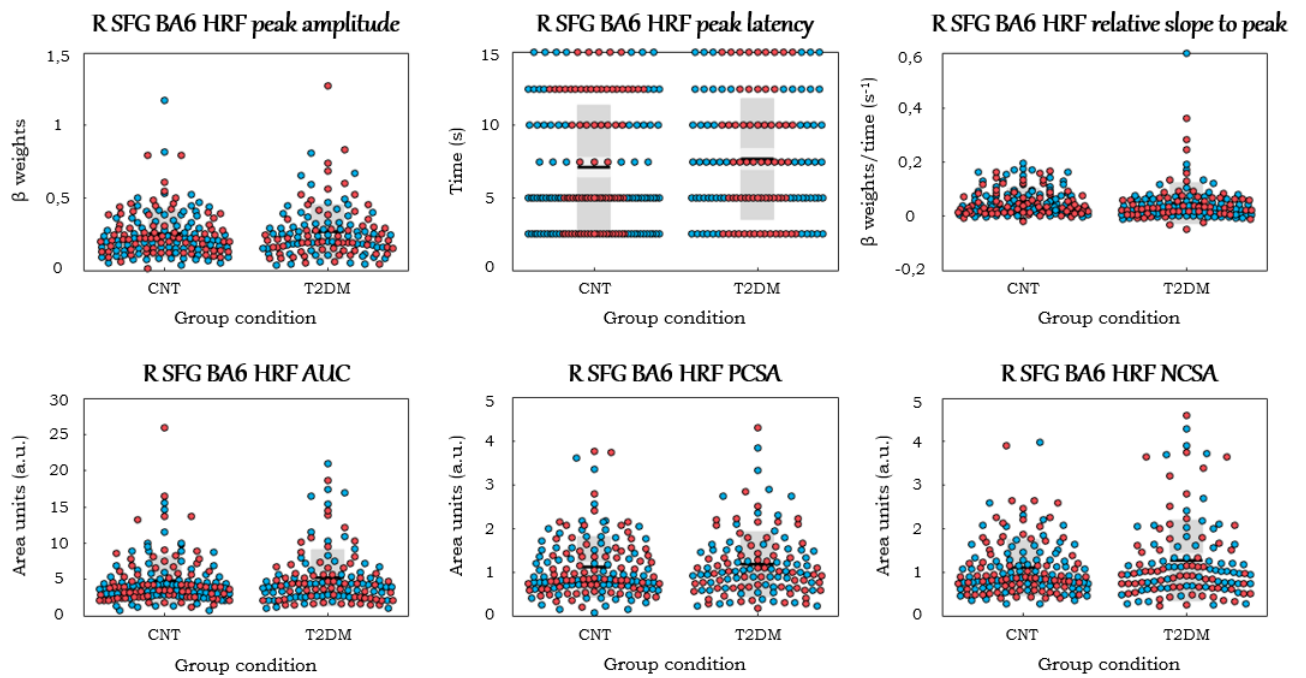 R SFG BA6 HRF peak amplitude
β weights
1,5
1
0,5
0
CNT
T2DM
Group condition
R SFG BA6 HRF peak latency
Time (s)
15
10
5
0
CNT
T2DM
Group condition
R SFG BA6 HRF relative slope to peak
β weights/time (s⁻¹)
0,6
0,4
0,2
0
-0,2
CNT
T2DM
Group condition
R SFG BA6 HRF AUC
Area units (a.u.)
30
25
20
15
10
5
0
CNT
T2DM
Group condition
R SFG BA6 HRF PCSA
Area units (a.u.)
5
4
3
2
1
0
CNT
T2DM
Group condition
R SFG BA6 HRF NCSA
Area units (a.u.)
5
4
3
2
1
0
CNT
T2DM
Group condition